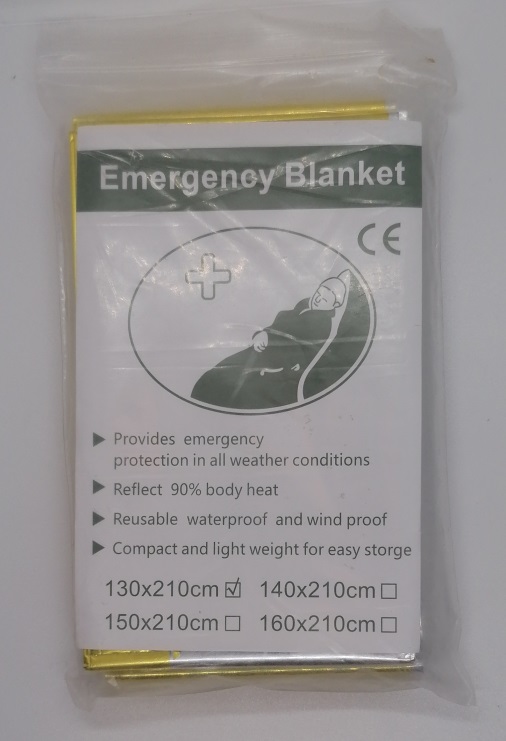 Emergency Blanket
CE
▶ Provides emergency
protection in all weather conditions
▶ Reflect 90% body heat
▶ Reusable waterproof and wind proof
▶ Compact and light weight for easy storge
130x210cm ☑ 140x210cm ☐
150x210cm ☐ 160x210cm ☐